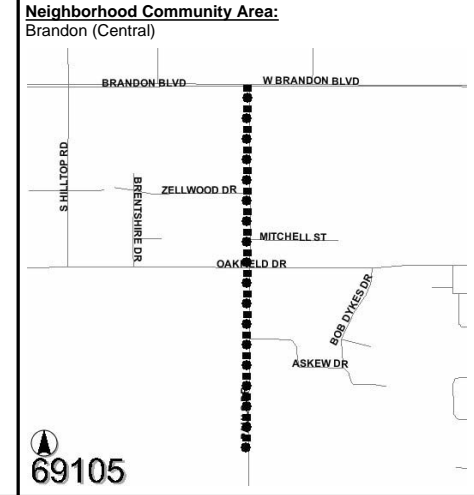 Neighborhood Community Area:
Brandon (Central)
BRANDON BLVD
W BRANDON BLVD
S HILLTOP RD
BRENTSHIRE DR
ZELLWOOD DR
MITCHELL ST
OAKFIELD DR
BOB DYKES DR
ASKEW DR
69105